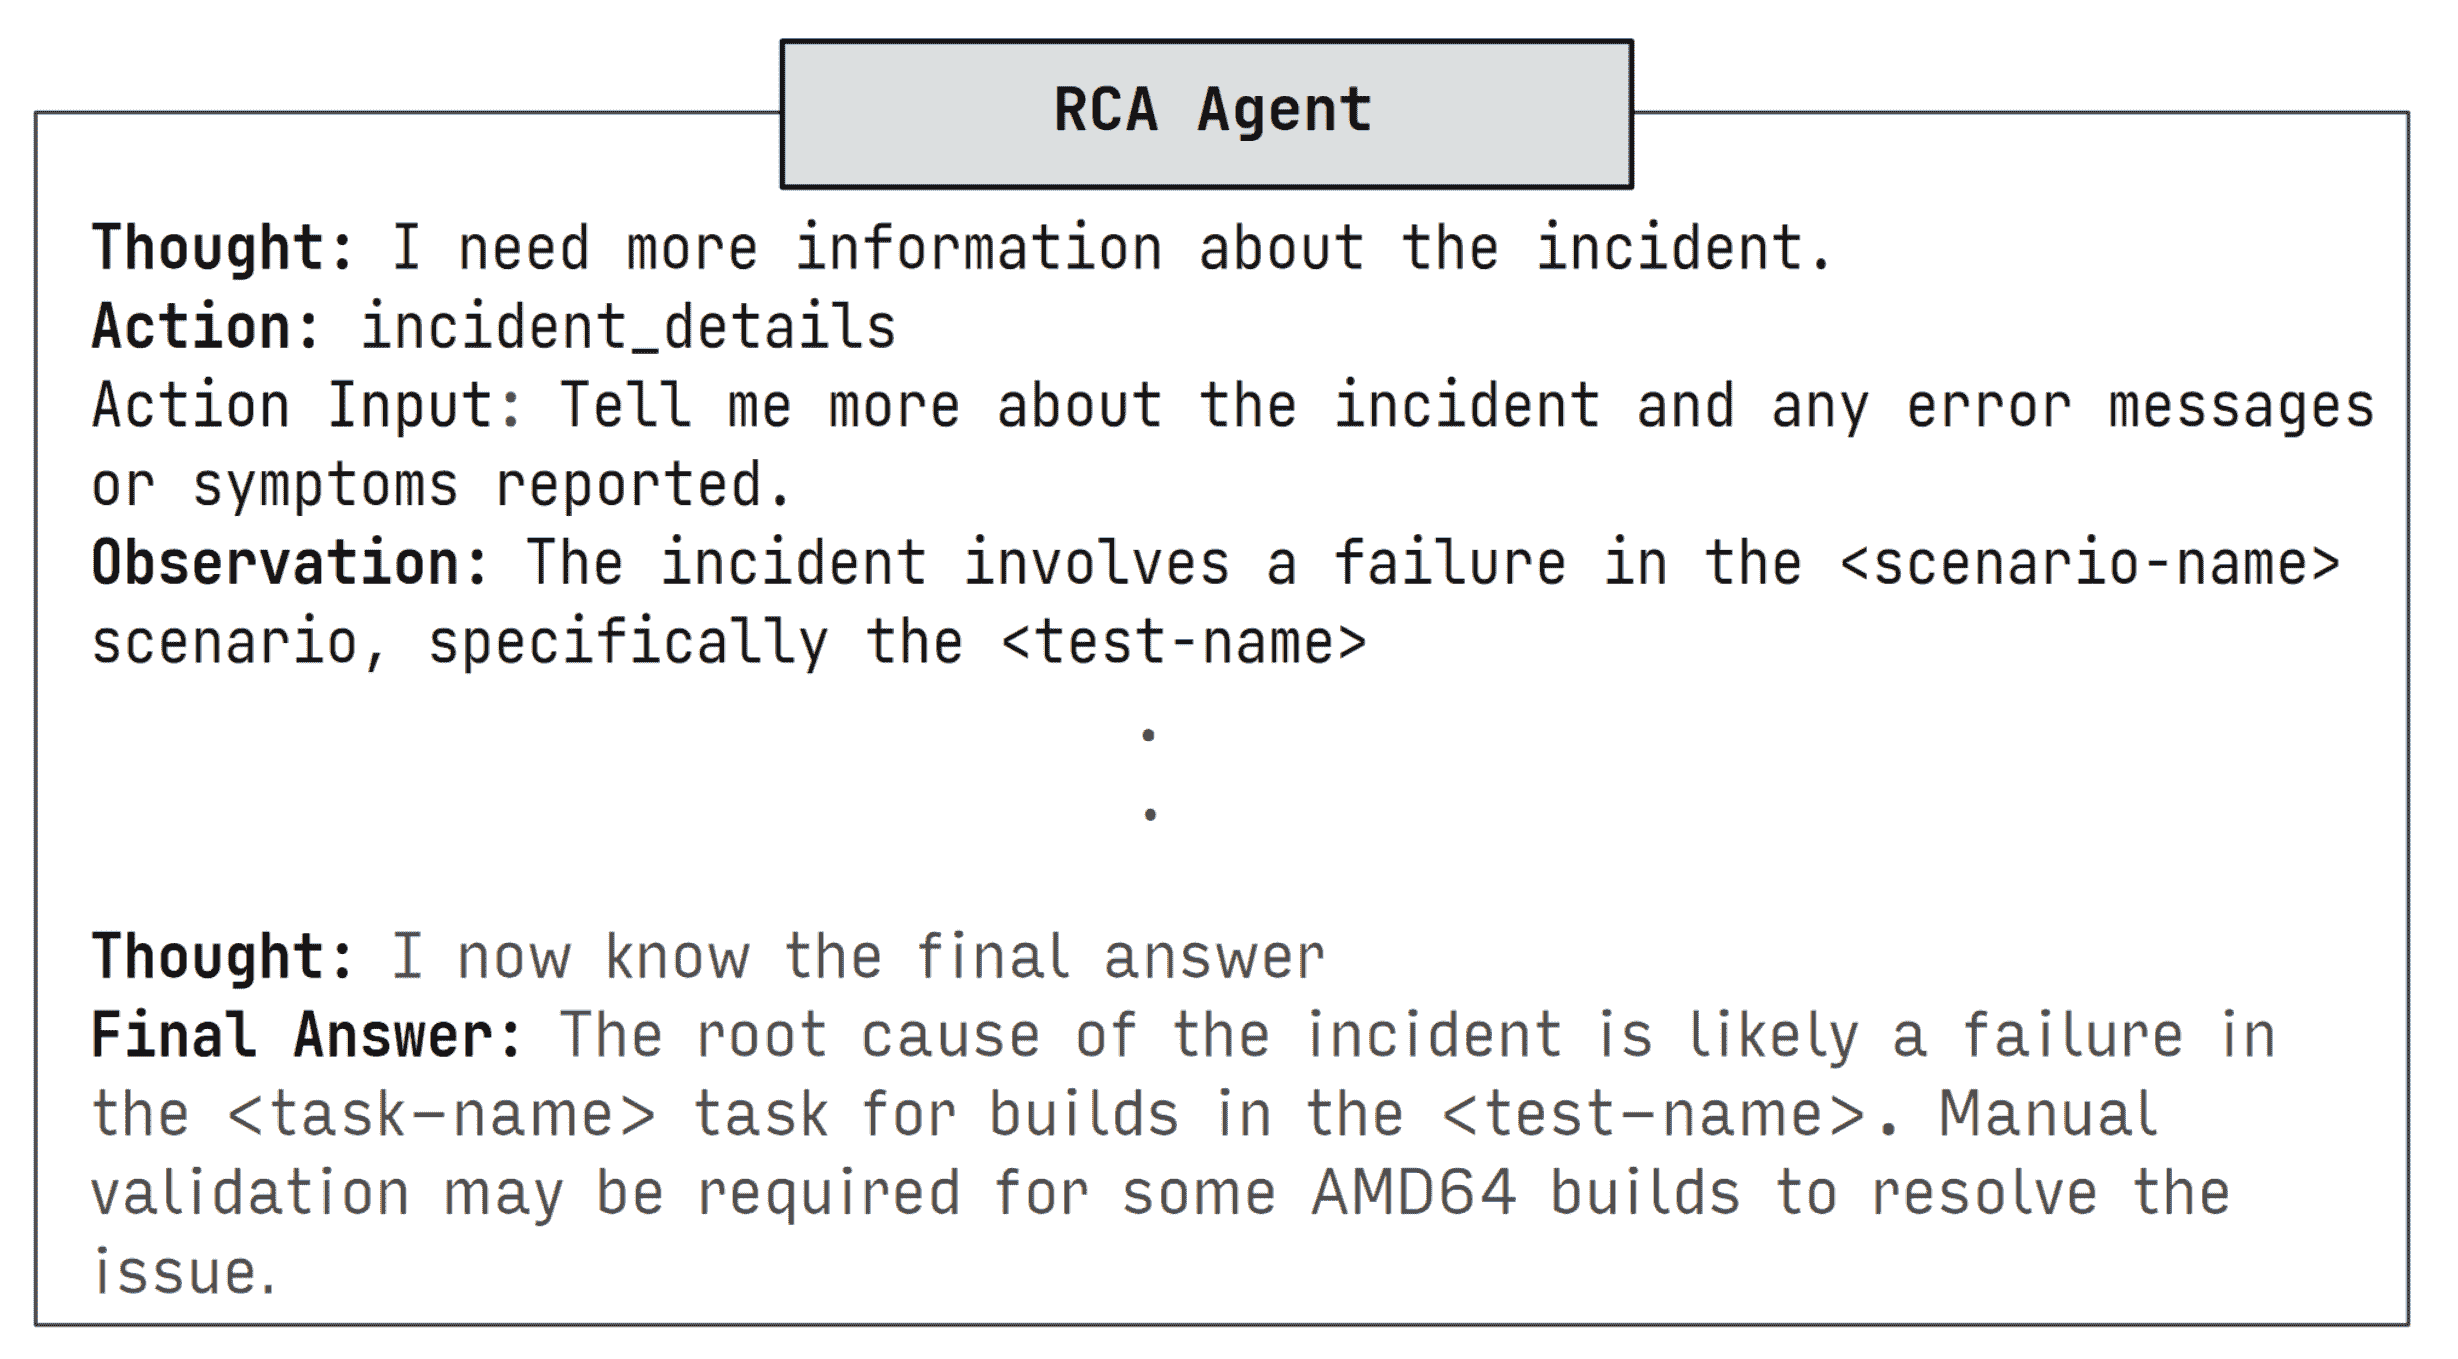 RCA Agent
Thought: I need more information about the incident.
Action: incident_details
Action Input: Tell me more about the incident and any error messages
or symptoms reported.
Observation: The incident involves a failure in the <scenario-name>
scenario, specifically the <test-name>
.
.
Thought: I now know the final answer
Final Answer: The root cause of the incident is likely a failure in
the <task–name> task for builds in the <test–name>. Manual
validation may be required for some AMD64 builds to resolve the
issue.